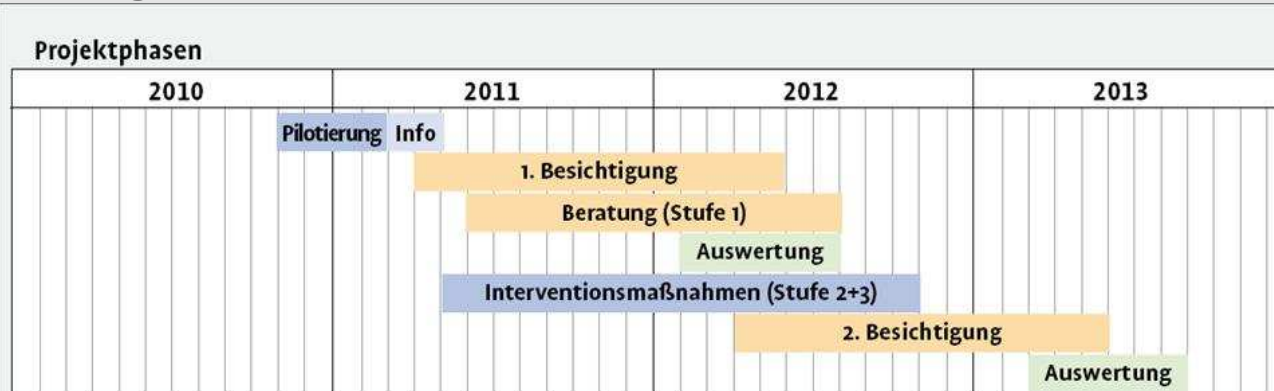 Projektphasen
2010 2011 2012 2013
Pilotierung Info
1. Besichtigung
Beratung (Stufe 1)
Auswertung
Interventionsmaßnahmen (Stufe 2+3)
2. Besichtigung
Auswertung